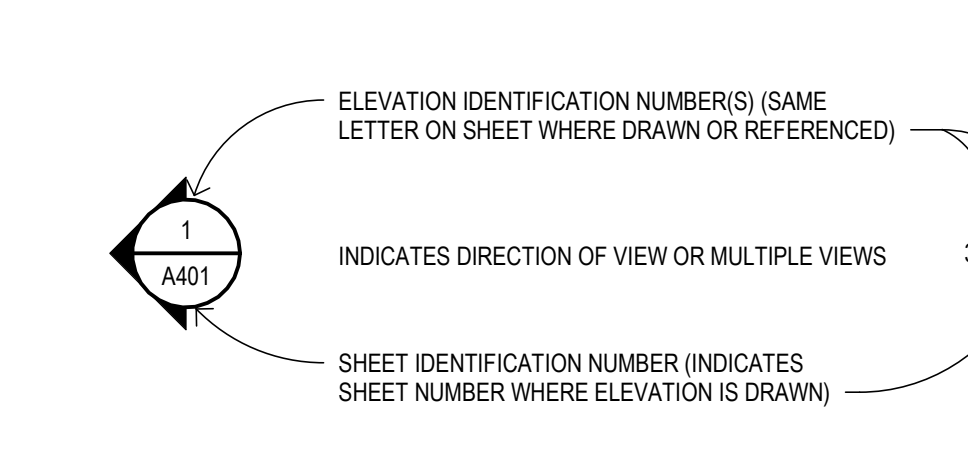 ELEVATION IDENTIFICATION NUMBER(S) (SAME
LETTER ON SHEET WHERE DRAWN OR REFERENCED)
1
A401
INDICATES DIRECTION OF VIEW OR MULTIPLE VIEWS
SHEET IDENTIFICATION NUMBER (INDICATES
SHEET NUMBER WHERE ELEVATION IS DRAWN)